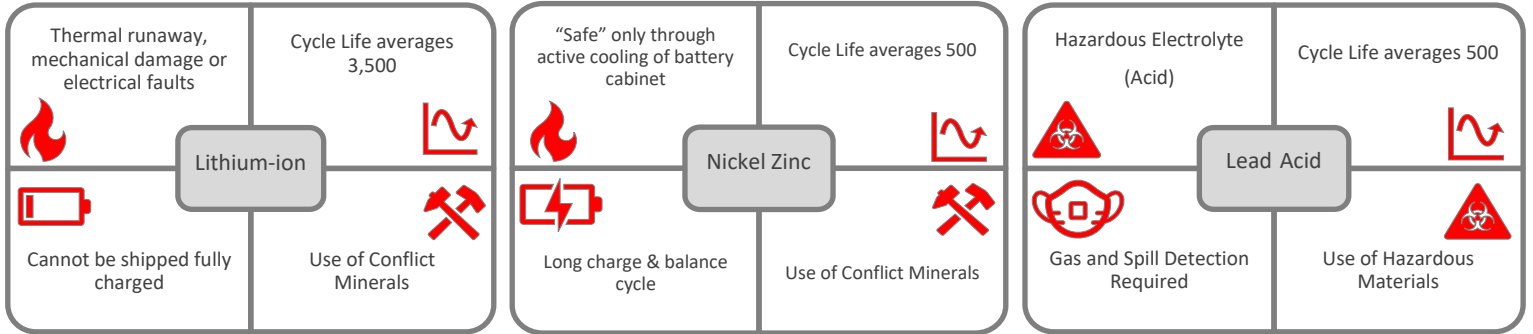 Thermal runaway,
mechanical damage or
electrical faults
Cycle Life averages
3,500
Lithium-ion
Cannot be shipped fully
charged
Use of Conflict
Minerals
“Safe” only through
active cooling of battery
cabinet
Cycle Life averages 500
Nickel Zinc
Long charge & balance
cycle
Use of Conflict Minerals
Hazardous Electrolyte
(Acid)
Cycle Life averages 500
Lead Acid
Gas and Spill Detection
Required
Use of Hazardous
Materials